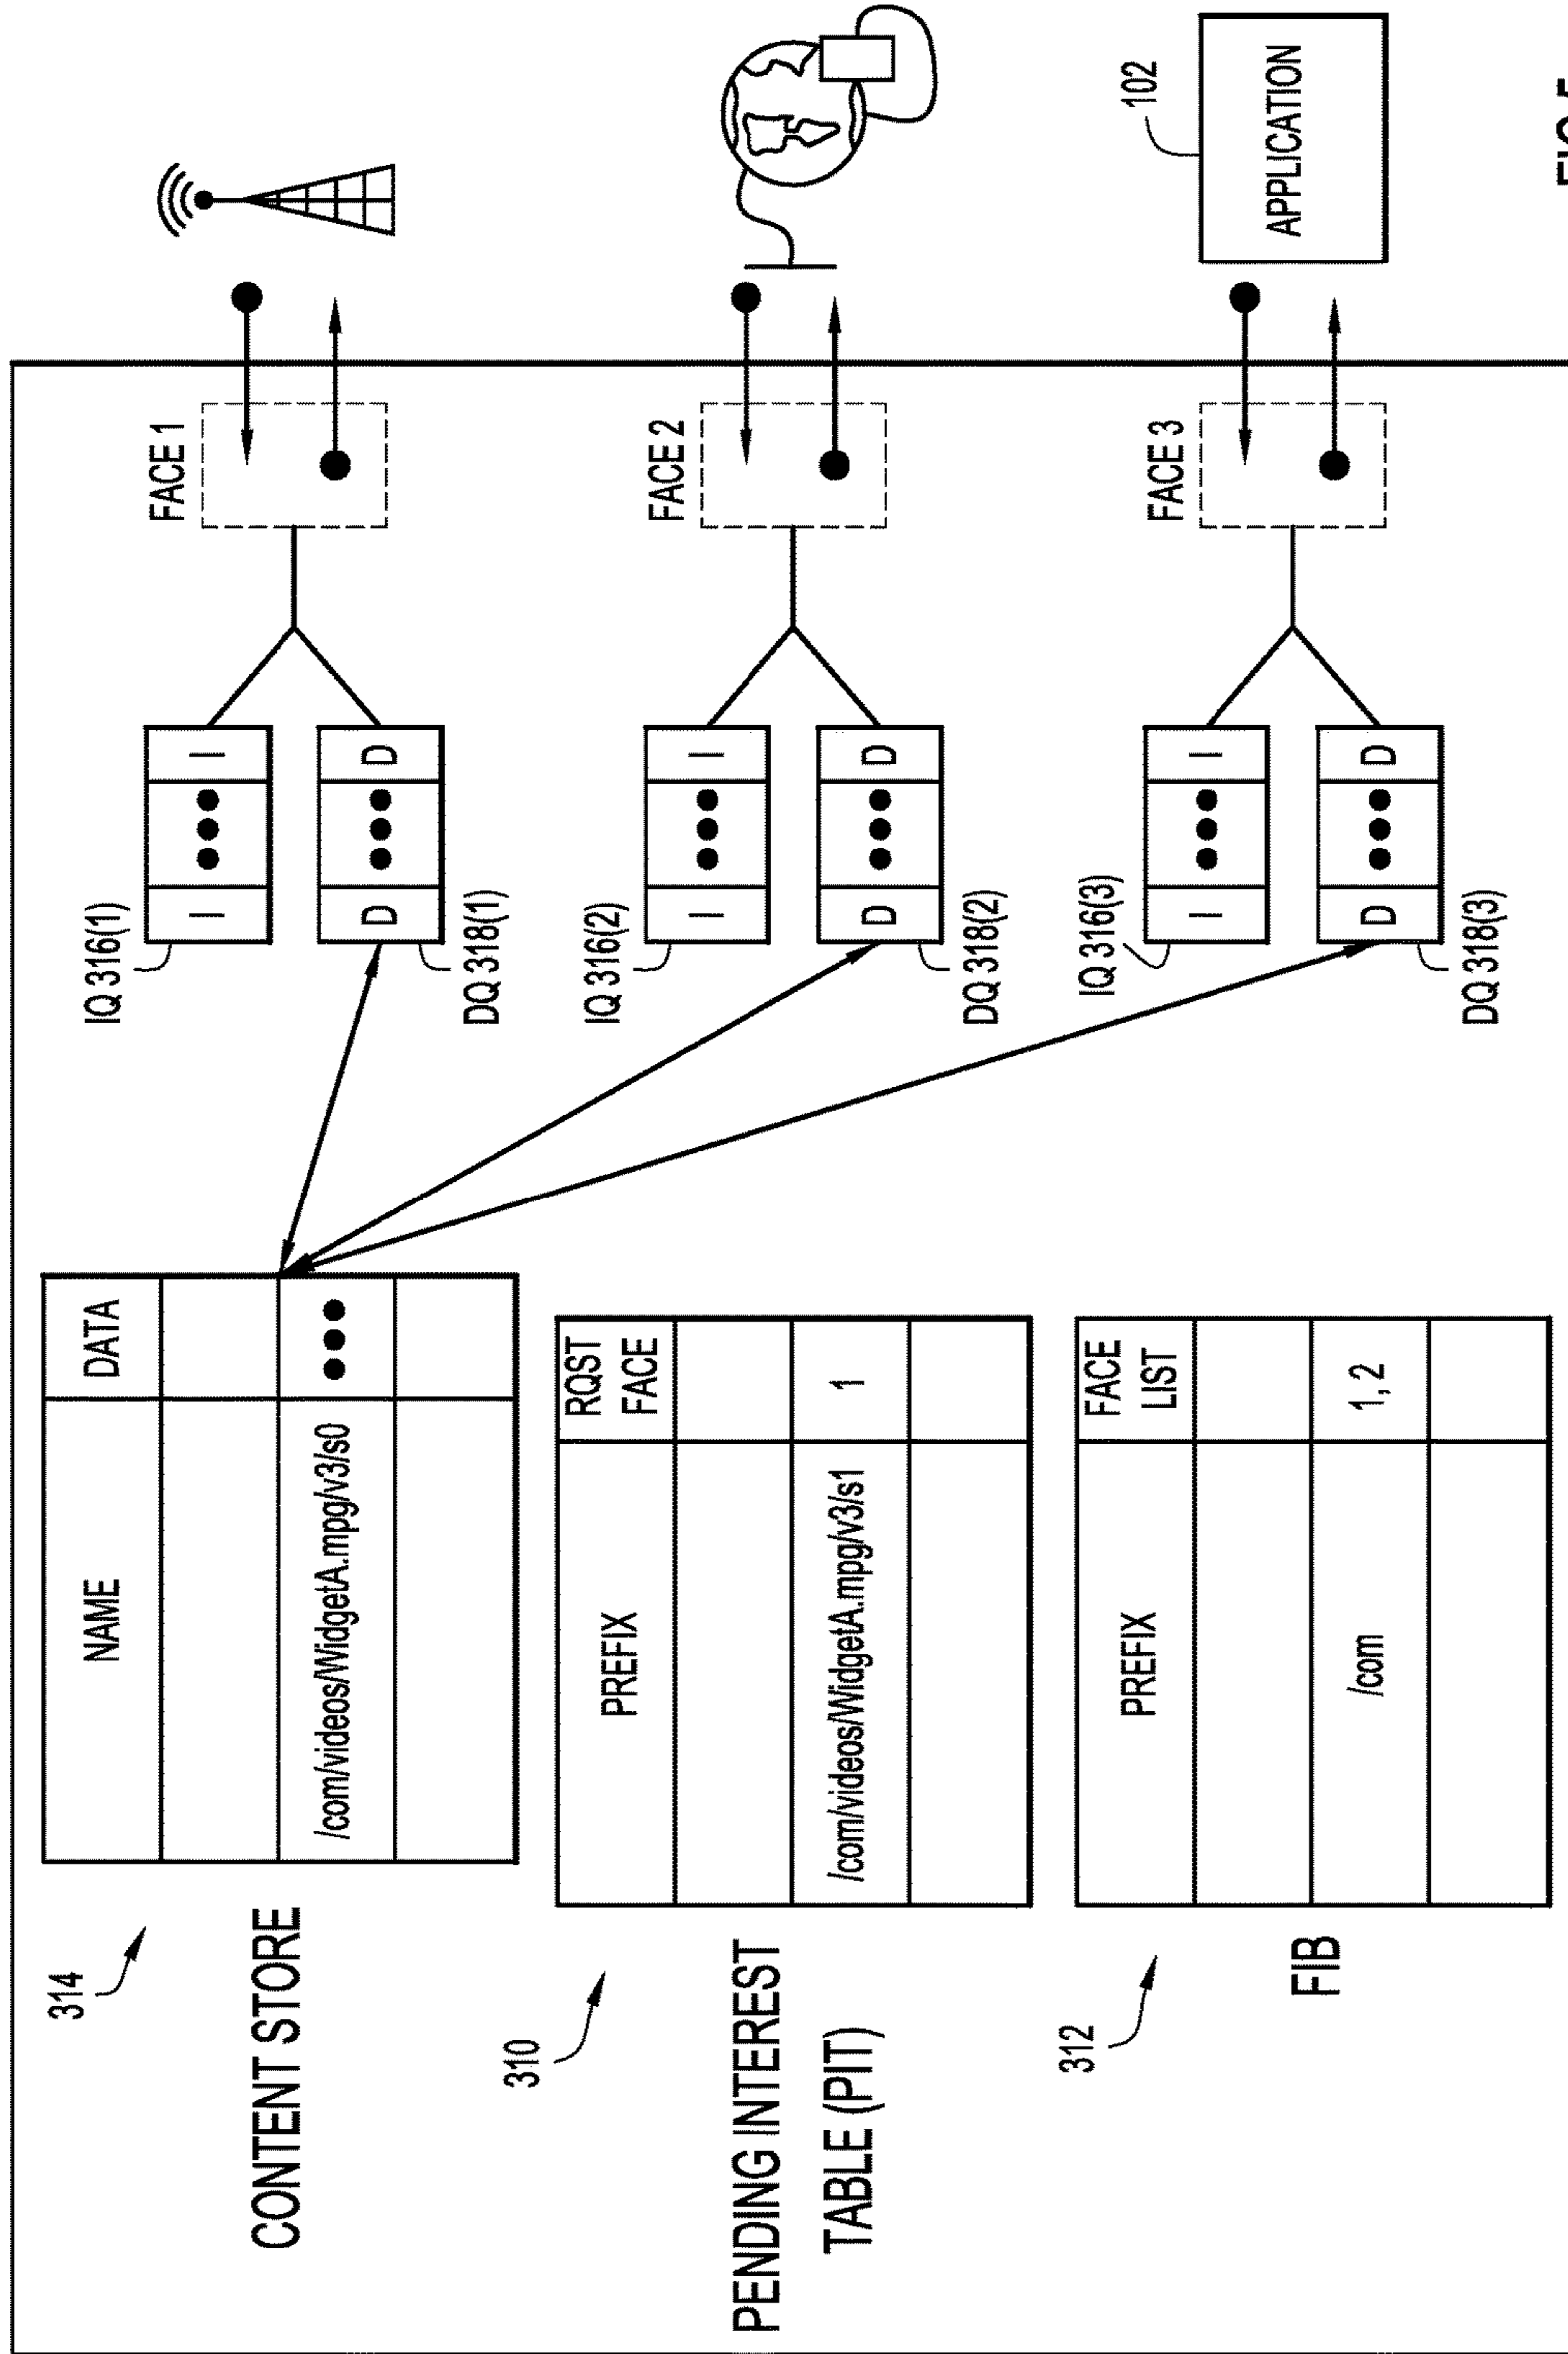 314
CONTENT STORE
NAME
DATA
/com/videos/WidgetA.mpg/v3/s0
310
PENDING INTEREST
TABLE (PIT)
PREFIX
RQST
FACE
/com/videos/WidgetA.mpg/v3/s1
1
312
FIB
PREFIX
FACE
LIST
/com
1, 2
IQ 316(1)
I
I
D
D
DQ 318(1)
FACE 1
IQ 316(2)
I
I
D
D
DQ 318(2)
FACE 2
IQ 316(3)
I
I
D
D
DQ 318(3)
FACE 3
102
APPLICATION